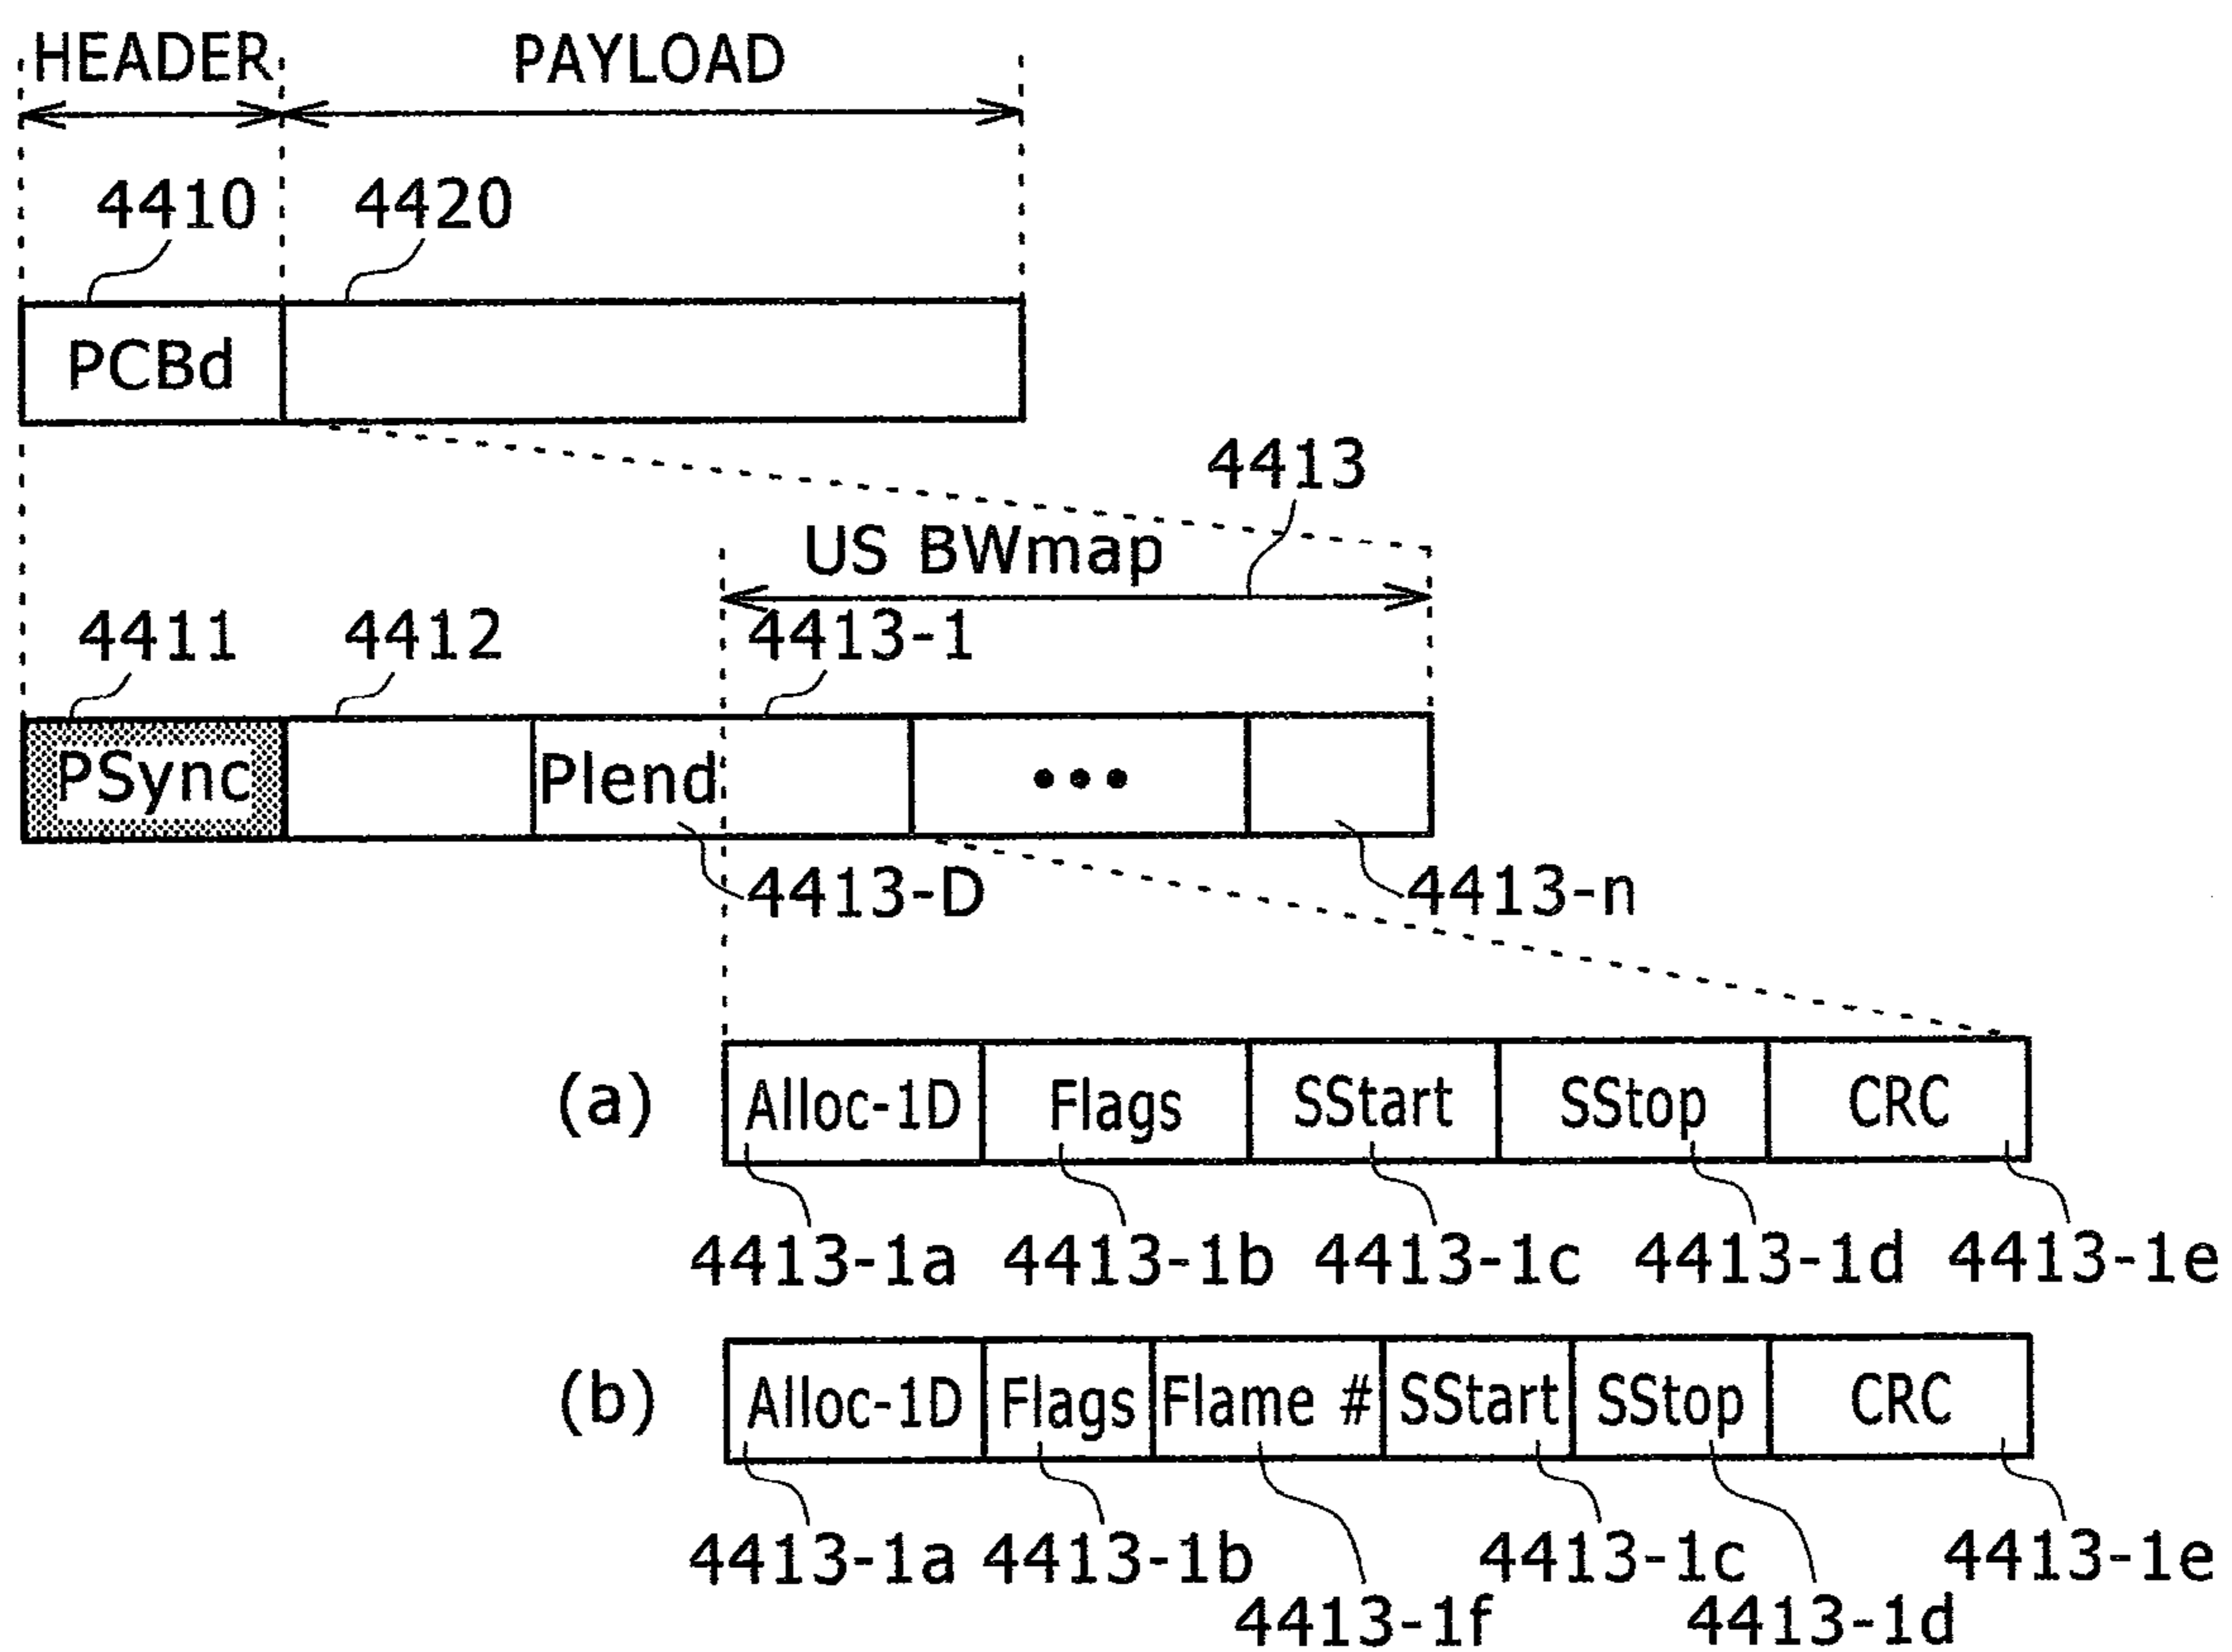 HEADER PAYLOAD
4410 4420
PCBd
4413
US BWmap
4411 4412 4413-1
PSync Plend •••
4413-D 4413-n
(a) Alloc-1D Flags SStart SStop CRC
4413-1a 4413-1b 4413-1c 4413-1d 4413-1e
(b) Alloc-1D Flags Flame # SStart SStop CRC
4413-1a 4413-1b 4413-1c 4413-1e
4413-1f 4413-1d